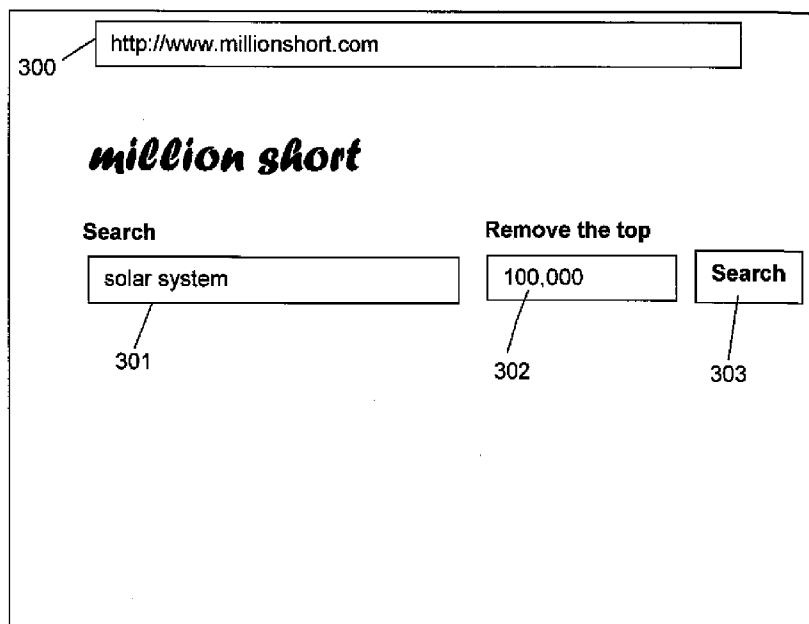 http://www.millionshort.com
300
million short
Search
Remove the top
solar system
100,000
Search
301
302
303